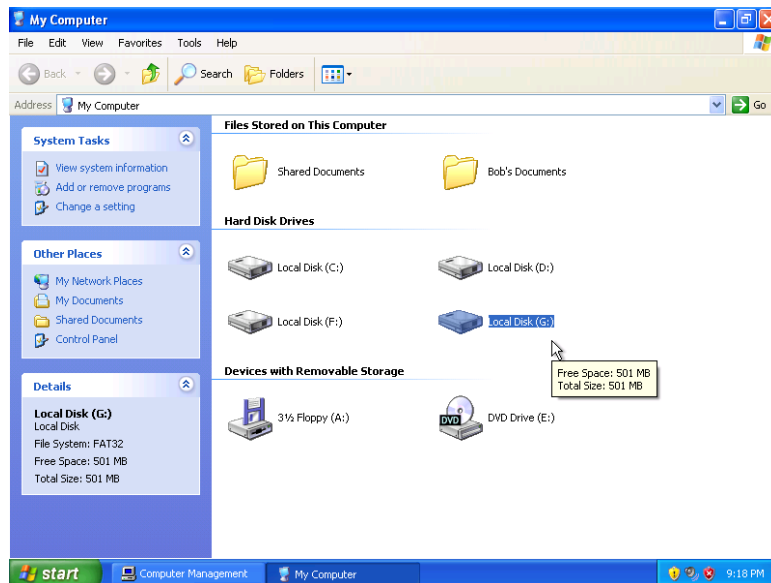 My Computer
File Edit View Favorites Tools Help
Back Search Folders
Address My Computer Go
System Tasks
View system information
Add or remove programs
Change a setting
Other Places
My Network Places
My Documents
Shared Documents
Control Panel
Details
Local Disk (G:)
Local Disk
File System: FAT32
Free Space: 501 MB
Total Size: 501 MB
Files Stored on This Computer
Shared Documents Bob's Documents
Hard Disk Drives
Local Disk (C:) Local Disk (D:)
Local Disk (F:) Local Disk (G:)
Free Space: 501 MB
Total Size: 501 MB
Devices with Removable Storage
3½ Floppy (A:) DVD Drive (E:)
DVD
start Computer Management My Computer 9:18 PM